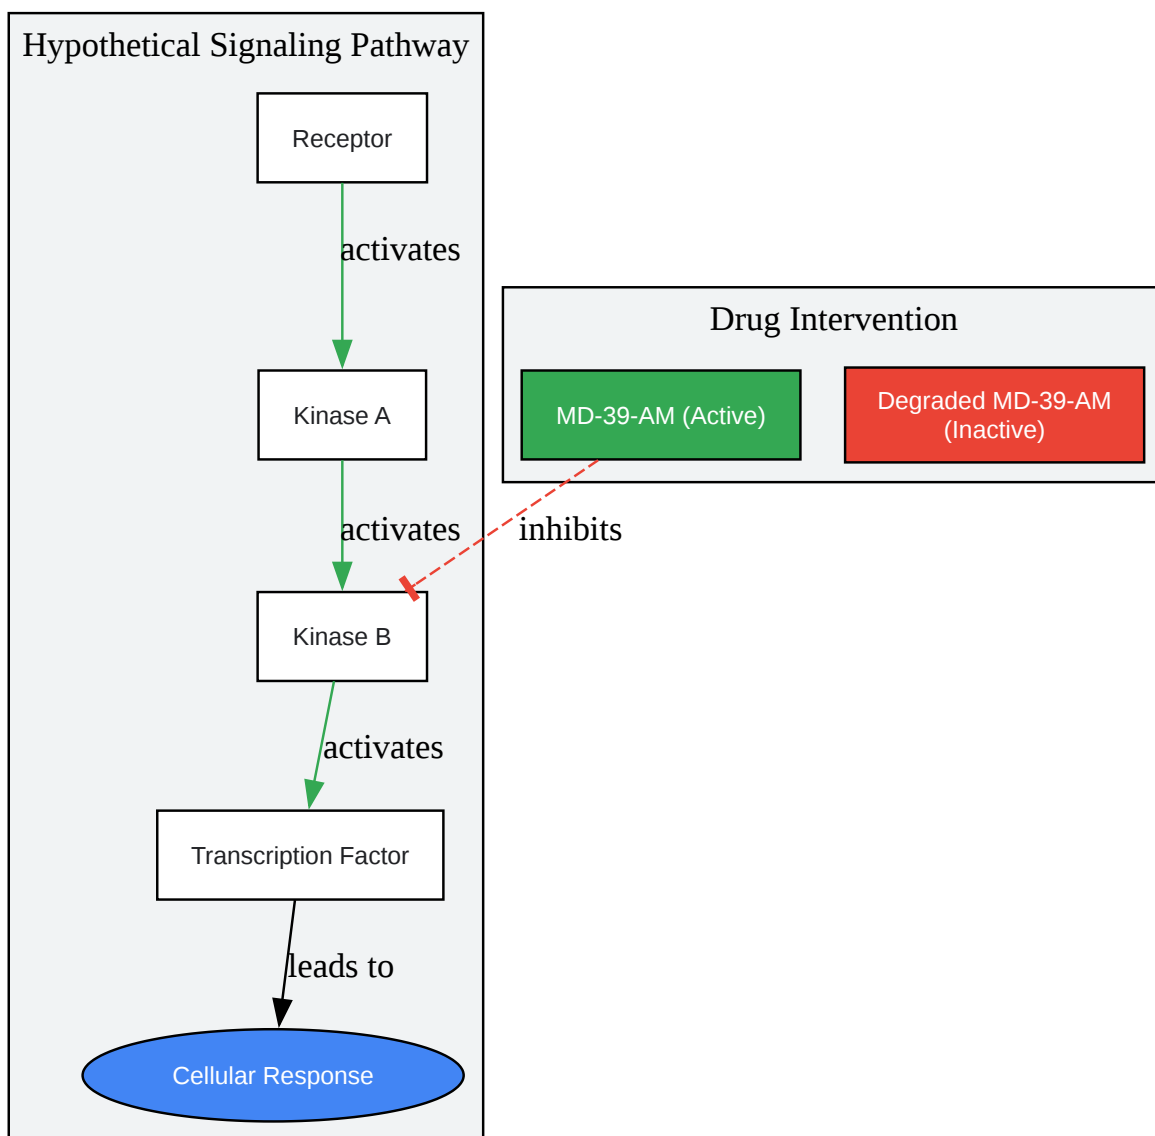 Hypothetical Signaling Pathway
Receptor
activates
Drug Intervention
Kinase A
MD-39-AM (Active)
Degraded MD-39-AM
(Inactive)
activates
inhibits
Kinase B
activates
Transcription Factor
leads to
Cellular Response